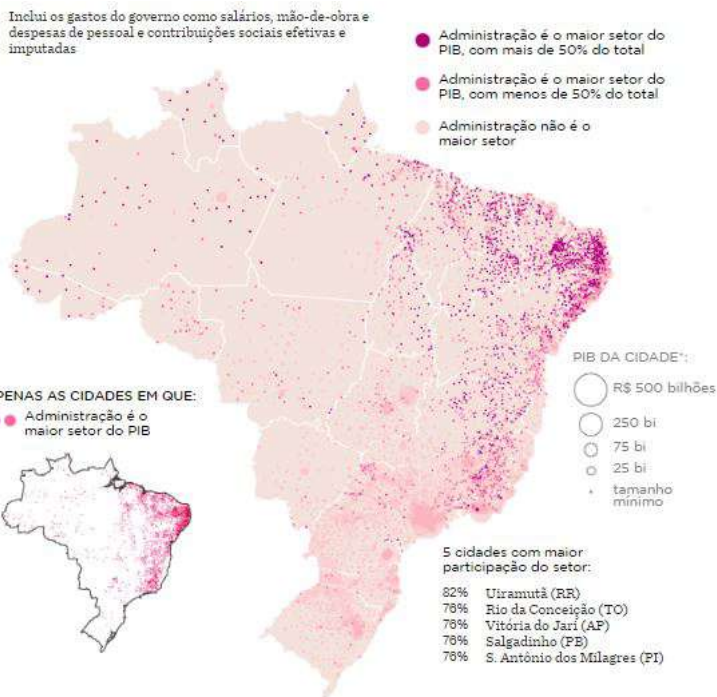 Inclui os gastos do governo como salários, mão-de-obra e
despesas de pessoal e contribuições sociais efetivas e
imputadas
Administração é o maior setor do
PIB, com mais de 50% do total
Administração é o maior setor do
PIB, com menos de 50% do total
Administração não é o
maior setor
PIB DA CIDADE*:
R$ 500 bilhões
250 bi
75 bi
25 bi
tamanho
mínimo
PENAS AS CIDADES EM QUE:
Administração é o
maior setor do PIB
5 cidades com maior
participação do setor:
82% Uiramutã (RR)
76% Rio da Conceição (TO)
76% Vitória do Jari (AP)
76% Salgadinho (PB)
76% S. Antônio dos Milagres (PI)